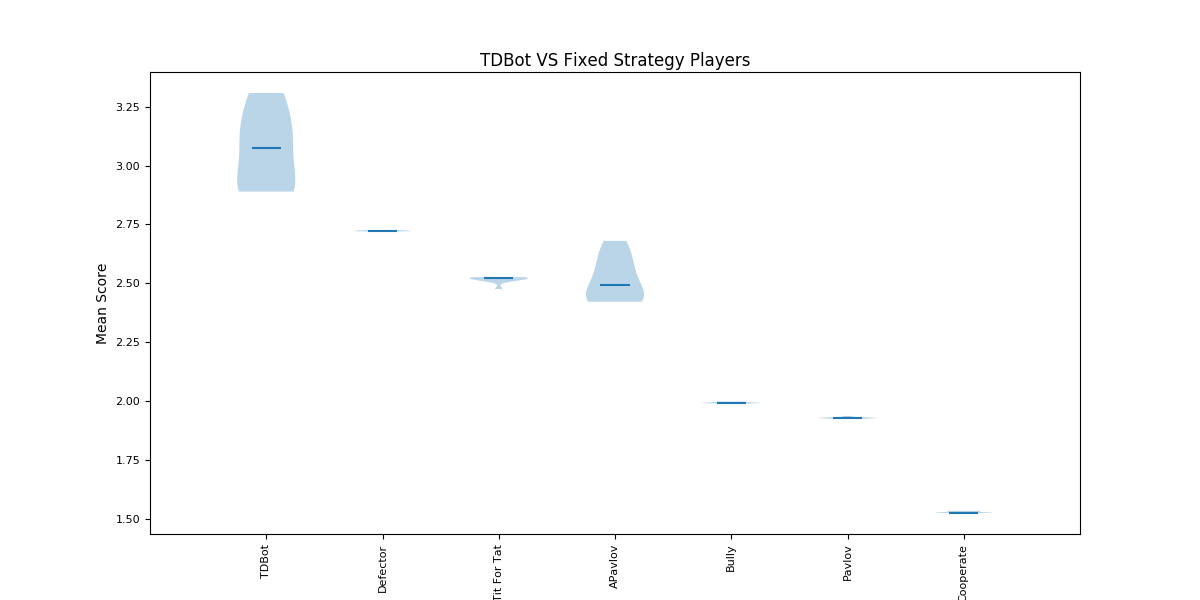 TDBot VS Fixed Strategy Players
Mean Score
3.25
3.00
2.75
2.50
2.25
2.00
1.75
1.50
TDBot
Defector
Tit For Tat
APavlov
Bully
Pavlov
Cooperate